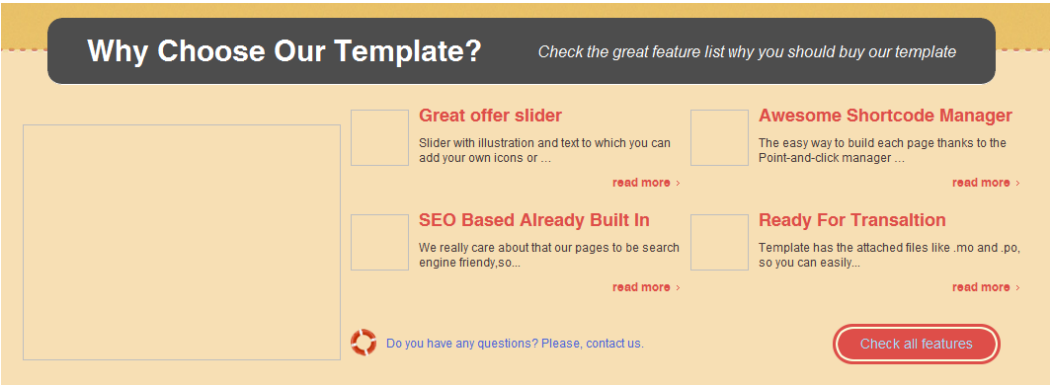 Why Choose Our Template?
Check the great feature list why you should buy our template
Great offer slider
Slider with illustration and text to which you can
add your own icons or ...
read more ›
Awesome Shortcode Manager
The easy way to build each page thanks to the
Point-and-click manager ...
read more ›
SEO Based Already Built In
We really care about that our pages to be search
engine friendy,so...
read more ›
Ready For Transaltion
Template has the attached files like .mo and .po,
so you can easily...
read more ›
Do you have any questions? Please, contact us.
Check all features